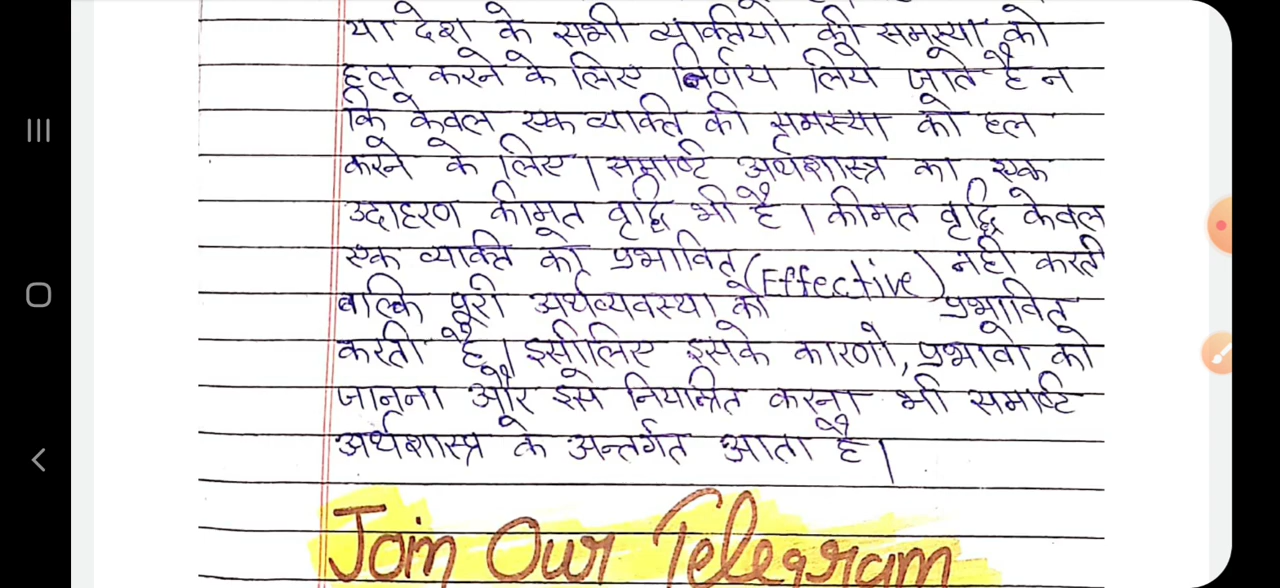 या देश के सभी व्यक्तियों की समस्या को
हल करने के लिए निर्णय लिये जाते है न
कि केवल एक व्यक्ति की समस्या को हल
करने के लिए। समष्टि अर्थशास्त्र का एक
उदाहरण कीमत वृद्धि भी है। कीमत वृद्धि केवल
एक व्यक्ति को प्रभावित (Effective) नही करती
बल्कि पूरी अर्थव्यवस्था को प्रभावित
करती है। इसीलिए इसके कारणो, प्रभावो को
जानना और इसे नियन्त्रित करना भी समष्टि
अर्थशास्त्र के अन्तर्गत आता है।
Join Our Telegram